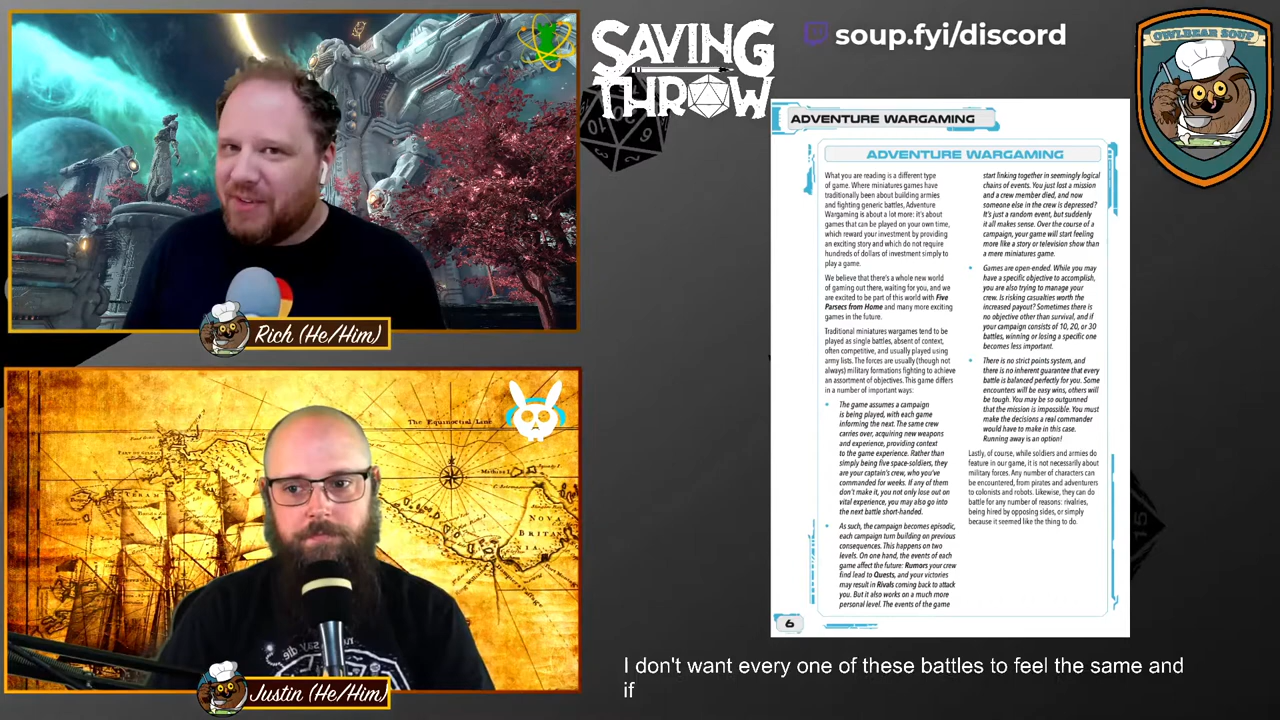 SAVING
THROW
soup.fyi/discord
OWLBEAR SOUP
Rich (He/Him)
Justin (He/Him)
The Equinoctial Line
ADVENTURE WARGAMING
ADVENTURE WARGAMING
What you are reading is a different type
of game. Where miniatures games have
traditionally been about building armies
and fighting generic battles, Adventure
Wargaming is about a lot more: it's about
games that can be played on your own time,
which reward your investment by providing
an exciting story and which do not require
hundreds of dollars of investment simply to
play a game.
We believe that there's a whole new world
of gaming out there, waiting for you, and we
are excited to be part of this world with Five
Parsecs from Home and many more exciting
games in the future.
Traditional miniatures wargames tend to be
played as single battles, absent of context,
often competitive, and usually played using
army lists. The forces are usually (though not
always) military formations fighting to achieve
an assortment of objectives. This game differs
in a number of important ways:
• The game assumes a campaign
is being played, with each game
informing the next. The same crew
carries over, acquiring new weapons
and experience, providing context
to the game experience. Rather than
simply being five space-soldiers, they
are your captain's crew, who you've
commanded for weeks. If any of them
don't make it, you not only lose out on
vital experience, you may also go into
the next battle short-handed.
• As such, the campaign becomes episodic,
each campaign turn building on previous
consequences. This happens on two
levels. On one hand, the events of each
game affect the future: Rumors your crew
find lead to Quests, and your victories
may result in Rivals coming back to attack
you. But it also works on a much more
personal level. The events of the game
start linking together in seemingly logical
chains of events. You just lost a mission
and a crew member died, and now
someone else in the crew is depressed?
It's just a random event, but suddenly
it all makes sense. Over the course of a
campaign, your game will start feeling
more like a story or television show than
a mere miniatures game.
• Games are open-ended. While you may
have a specific objective to accomplish,
you are also trying to manage your
crew. Is risking casualties worth the
increased payout? Sometimes there is
no objective other than survival, and if
your campaign consists of 10, 20, or 30
battles, winning or losing a specific one
becomes less important.
• There is no strict points system, and
there is no inherent guarantee that every
battle is balanced perfectly for you. Some
encounters will be easy wins, others will
be tough. You may be so outgunned
that the mission is impossible. You must
make the decisions a real commander
would have to make in this case.
Running away is an option!
Lastly, of course, while soldiers and armies do
feature in our game, it is not necessarily about
military forces. Any number of characters can
be encountered, from pirates and adventurers
to colonists and robots. Likewise, they can do
battle for any number of reasons: rivalries,
being hired by opposing sides, or simply
because it seemed like the thing to do.
6
I don't want every one of these battles to feel the same and
if